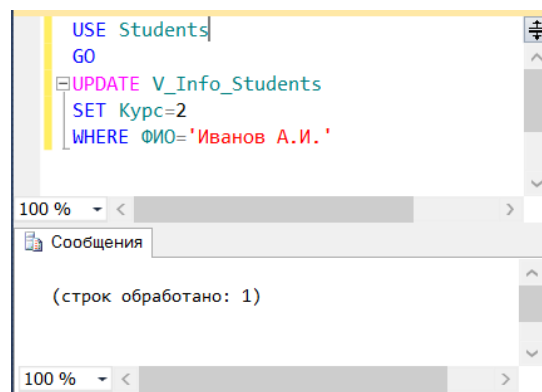 USE Students
GO
UPDATE V_Info_Students
SET Курс=2
WHERE ФИО='Иванов А.И.'
100 %
Сообщения
(строк обработано: 1)
100 %